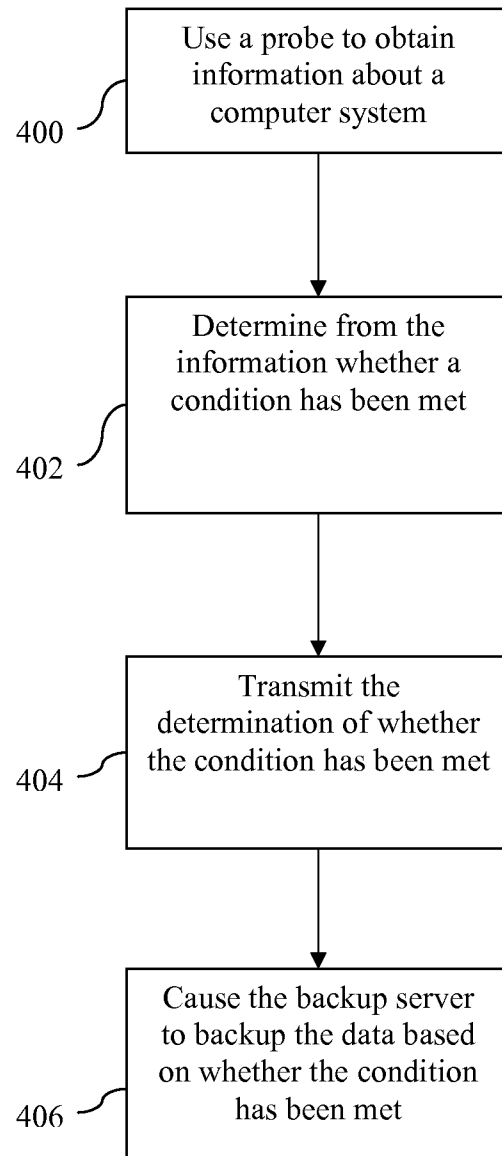 Use a probe to obtain
information about a
computer system
400
Determine from the
information whether a
condition has been met
402
Transmit the
determination of whether
the condition has been met
404
Cause the backup server
to backup the data based
on whether the condition
has been met
406